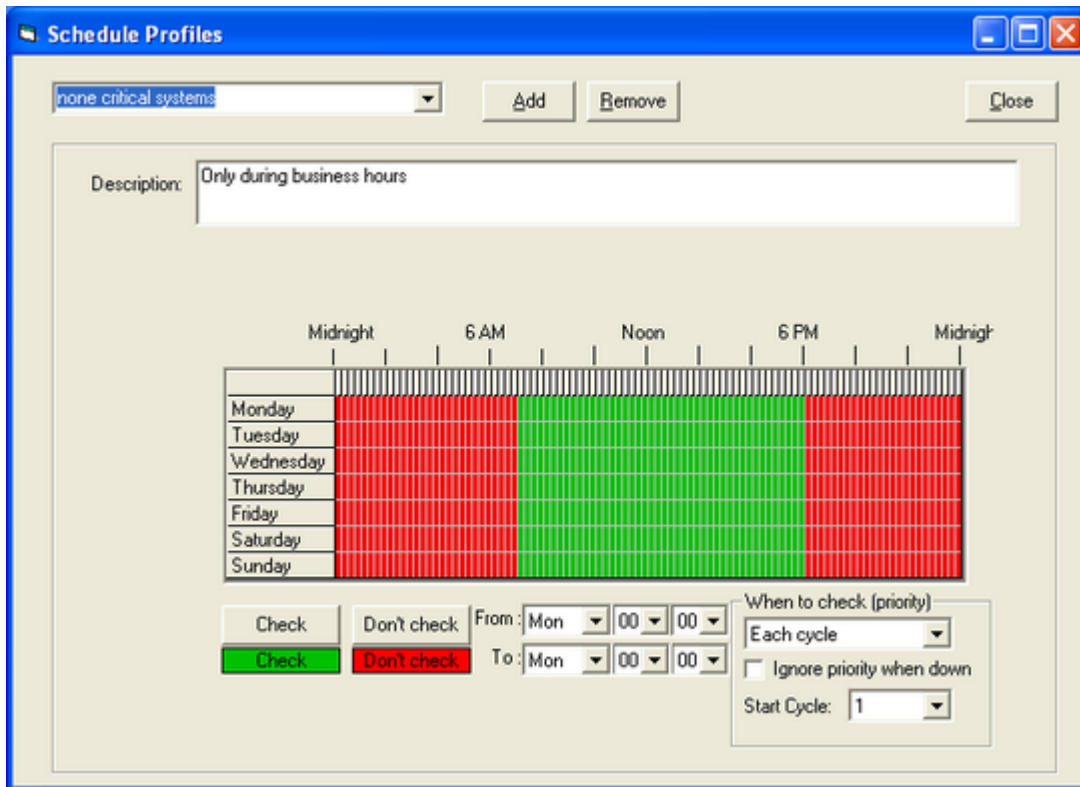 Schedule Profiles
none critical systems Add Remove Close
Description: Only during business hours
Midnight 6 AM Noon 6 PM Midnigh
Monday
Tuesday
Wednesday
Thursday
Friday
Saturday
Sunday
Check Don't check From : Mon 00 00
Check Don't check To : Mon 00 00
When to check (priority)
Each cycle
Ignore priority when down
Start Cycle: 1